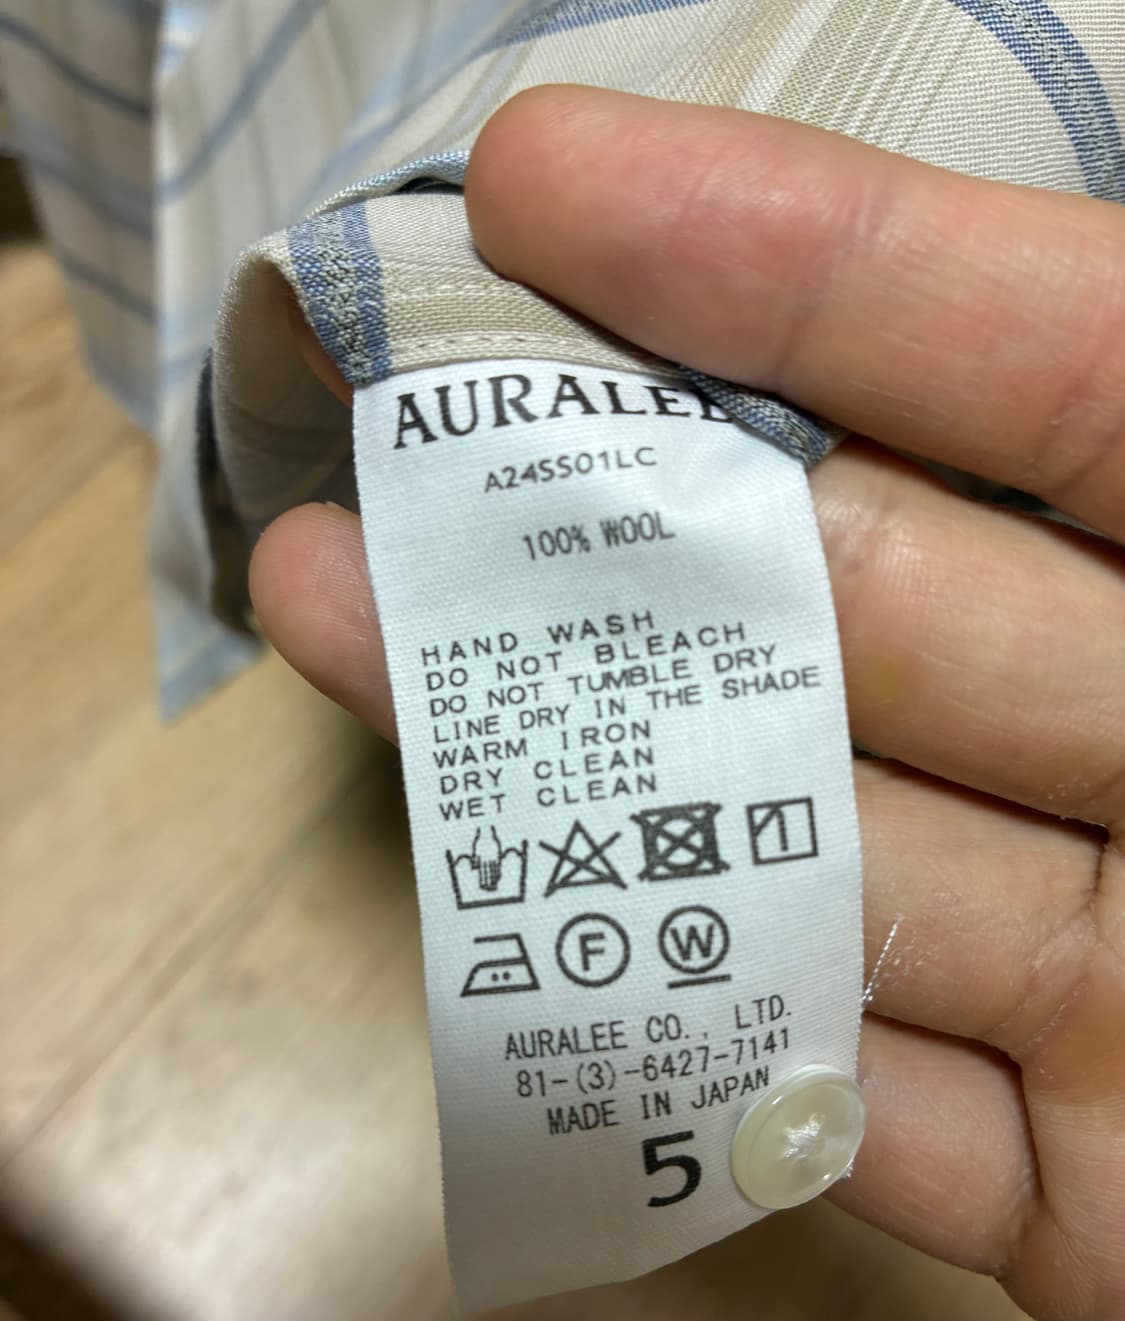 AURALEE
A24SS01LC
100% WOOL
HAND WASH
DO NOT BLEACH
DO NOT TUMBLE DRY
LINE DRY IN THE SHADE
WARM IRON
DRY CLEAN
WET CLEAN
F W
AURALEE CO., LTD.
81-(3)-6427-7141
MADE IN JAPAN
5